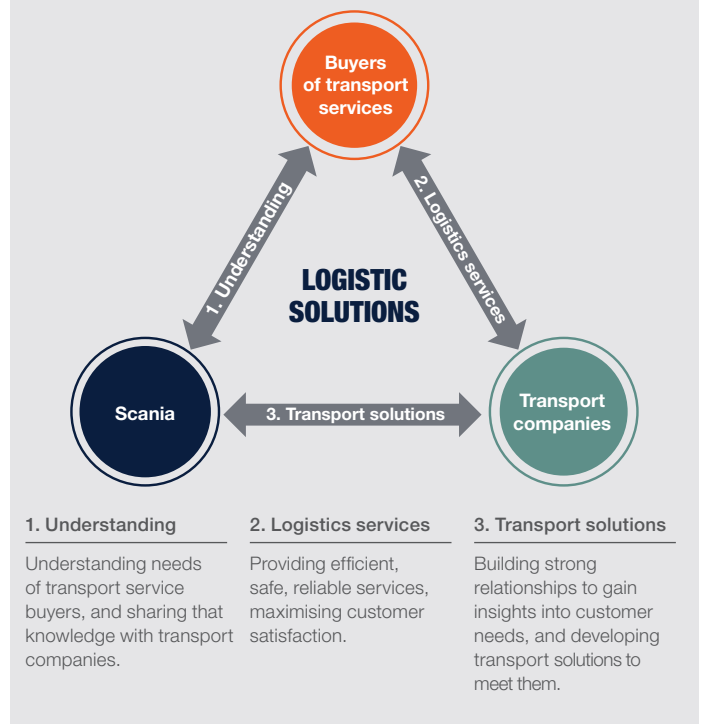 Buyers
of transport
services
1. Understanding
2. Logistics services
LOGISTIC
SOLUTIONS
Scania
3. Transport solutions
Transport
companies
1. Understanding
Understanding needs
of transport service
buyers, and sharing that
knowledge with transport
companies.
2. Logistics services
Providing efficient,
safe, reliable services,
maximising customer
satisfaction.
3. Transport solutions
Building strong
relationships to gain
insights into customer
needs, and developing
transport solutions to
meet them.